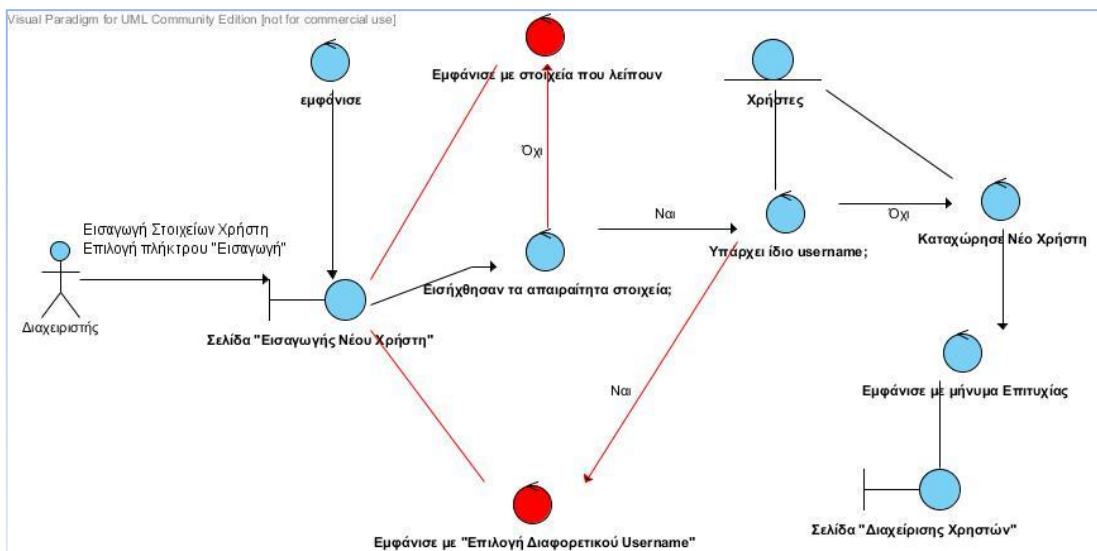 Visual Paradigm for UML Community Edition [not for commercial use]
Εμφάνισε με στοιχεία που λείπουν
εμφάνισε
Χρήστες
Όχι
Εισαγωγή Στοιχείων Χρήστη
Επιλογή πλήκτρου "Εισαγωγή"
Ναι
Όχι
Καταχώρησε Νέο Χρήστη
Υπάρχει ίδιο username;
Εισήχθησαν τα απαιραίτητα στοιχεία;
Διαχειριστής
Σελίδα "Εισαγωγής Νέου Χρήστη"
Εμφάνισε με μήνυμα Επιτυχίας
Ναι
Σελίδα "Διαχείρισης Χρηστών"
Εμφάνισε με "Επιλογή Διαφορετικού Username"